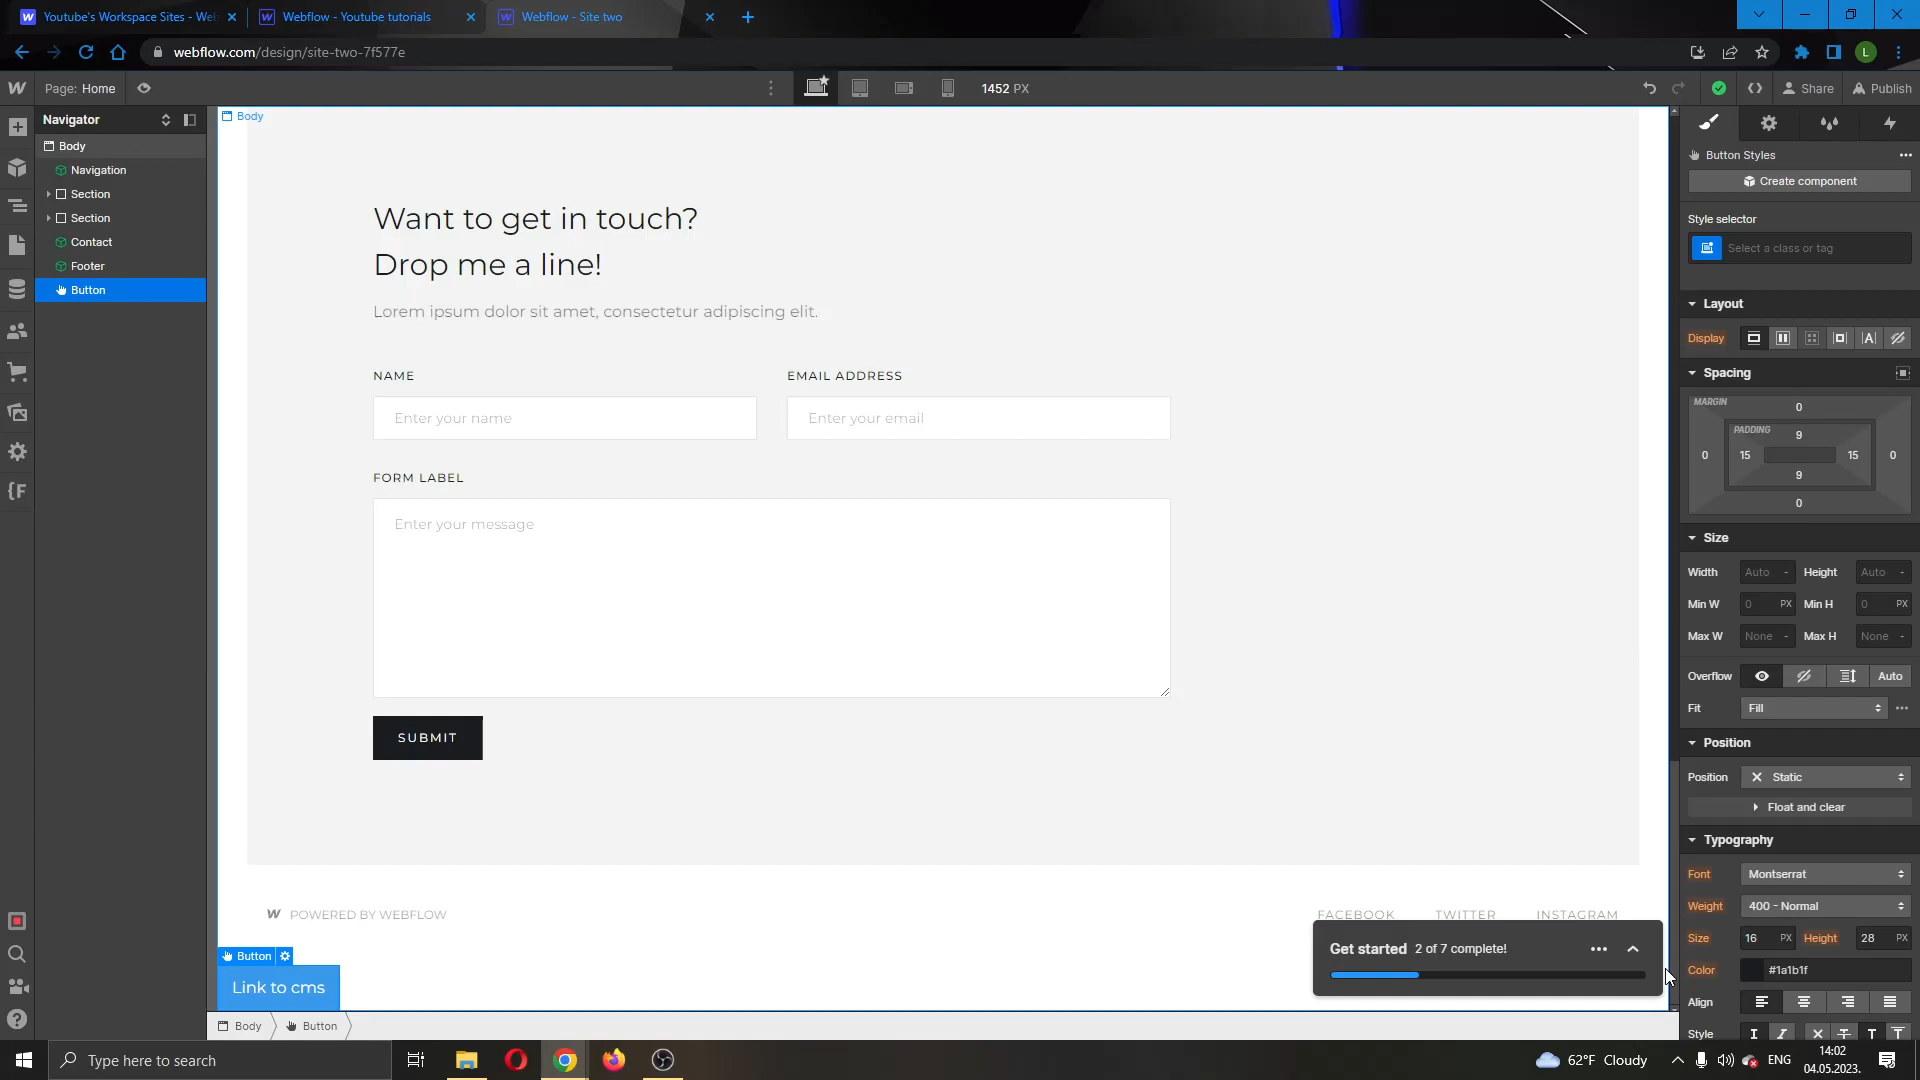 Youtube's Workspace Sites - Web
Webflow - Youtube tutorials
Webflow - Site two
webflow.com/design/site-two-7f577e
L
Page: Home
1452 PX
Share
Publish
Navigator
Body
Navigation
Section
Section
Contact
Footer
Button
Body
Want to get in touch?
Drop me a line!
Lorem ipsum dolor sit amet, consectetur adipiscing elit.
NAME
EMAIL ADDRESS
Enter your name
Enter your email
FORM LABEL
Enter your message
SUBMIT
POWERED BY WEBFLOW
FACEBOOK
TWITTER
INSTAGRAM
Get started 2 of 7 complete!
Button
Link to cms
Body
Button
Button Styles
Create component
Style selector
Select a class or tag
Layout
Display
Spacing
MARGIN
0
PADDING
9
0
15
15
0
9
0
Size
Width Auto - Height Auto -
Min W 0 PX Min H 0 PX
Max W None - Max H None -
Overflow Auto
Fit Fill
Position
Position Static
Float and clear
Typography
Font Montserrat
Weight 400 - Normal
Size 16 PX Height 28 PX
Color #1a1b1f
Align
Style
Type here to search
62°F Cloudy
ENG
14:02
04.05.2023.